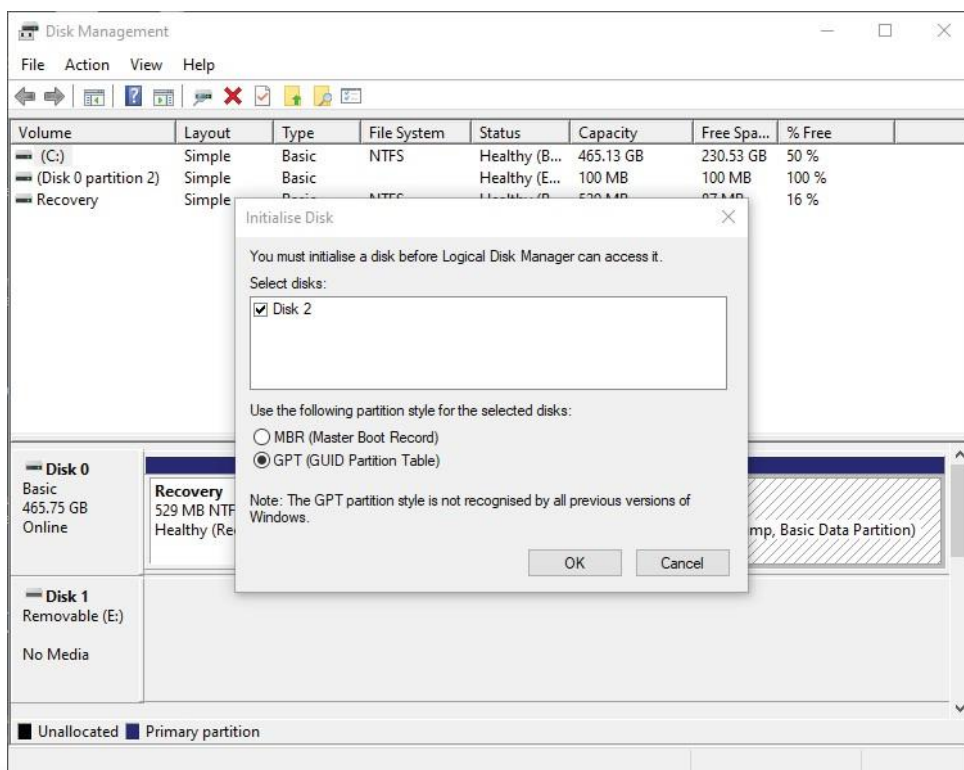 Disk Management
File Action View Help
Volume Layout Type File System Status Capacity Free Spa... % Free
(C:) Simple Basic NTFS Healthy (B... 465.13 GB 230.53 GB 50 %
(Disk 0 partition 2) Simple Basic Healthy (E... 100 MB 100 MB 100 %
Recovery Simple 16 %
Initialise Disk
You must initialise a disk before Logical Disk Manager can access it.
Select disks:
Disk 2
Use the following partition style for the selected disks:
MBR (Master Boot Record)
GPT (GUID Partition Table)
Note: The GPT partition style is not recognised by all previous versions of
Windows.
OK Cancel
Disk 0
Basic
465.75 GB
Online
Recovery
529 MB NTF
Healthy (Re
mp, Basic Data Partition)
Disk 1
Removable (E:)
No Media
Unallocated Primary partition